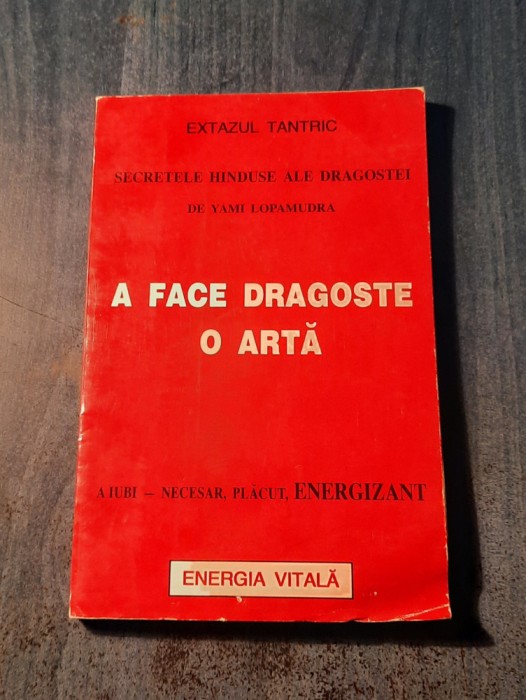 EXTAZUL TANTRIC
SECRETELE HINDUSE ALE DRAGOSTEI
DE YAMI LOPAMUDRA
A FACE DRAGOSTE
O ARTĂ
A IUBI — NECESAR, PLĂCUT, ENERGIZANT
ENERGIA VITALĂ